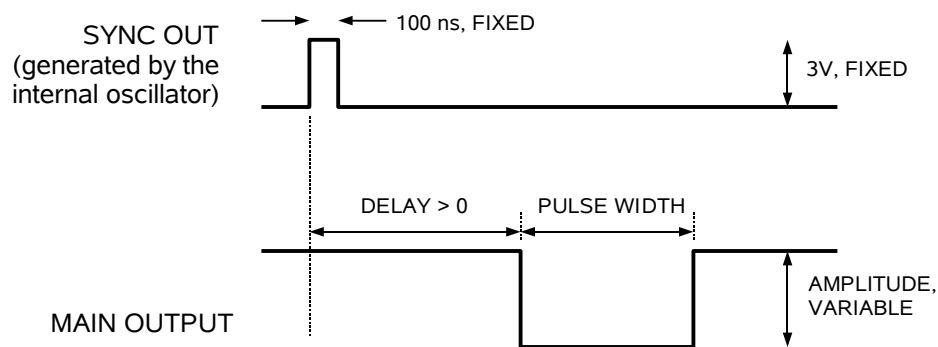 100 ns, FIXED
SYNC OUT
(generated by the
internal oscillator)
3V, FIXED
DELAY > 0
PULSE WIDTH
AMPLITUDE,
VARIABLE
MAIN OUTPUT